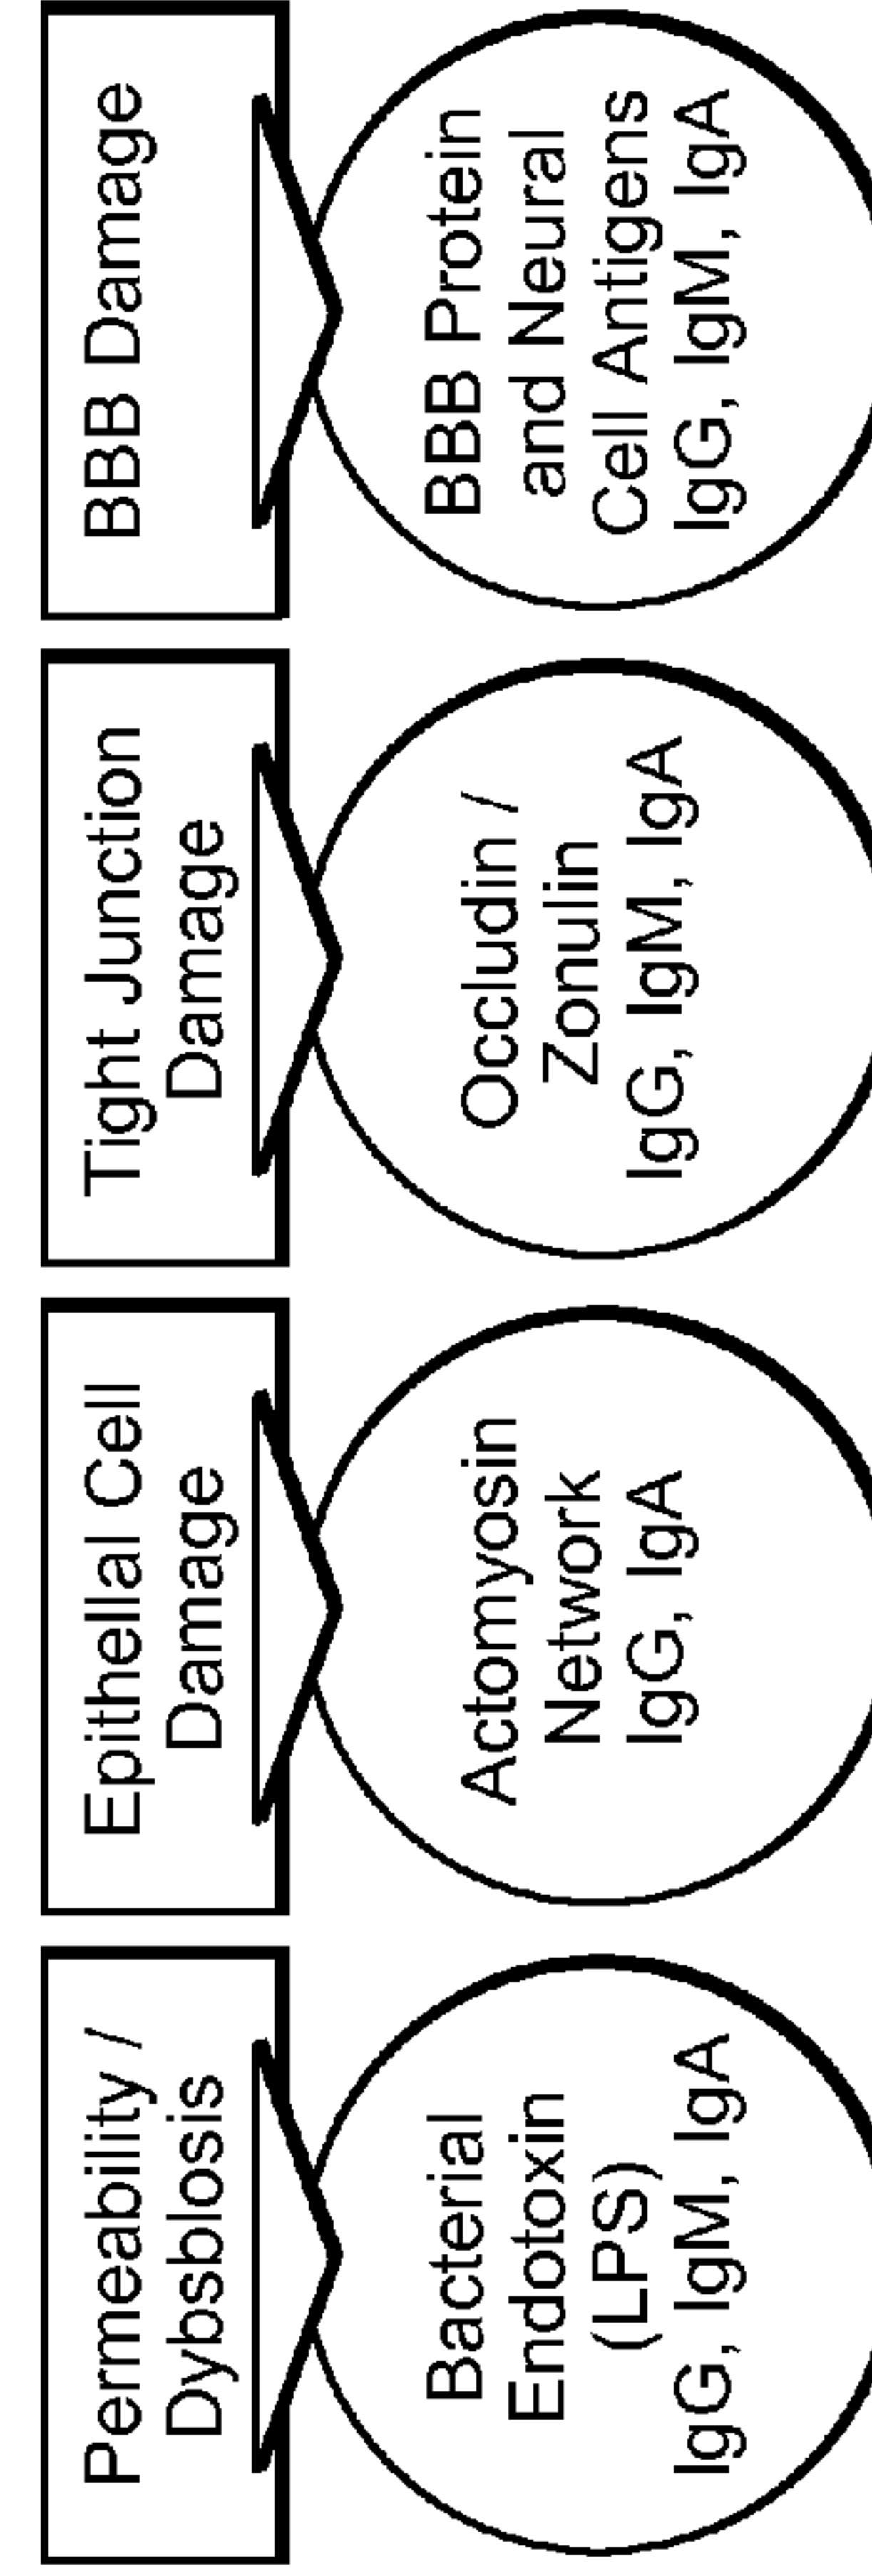 Permeability /
Dybsblosis
Bacterial
Endotoxin
(LPS)
IgG, IgM, IgA
Epithellal Cell
Damage
Actomyosin
Network
IgG, IgA
Tight Junction
Damage
Occludin /
Zonulin
IgG, IgM, IgA
BBB Damage
BBB Protein
and Neural
Cell Antigens
IgG, IgM, IgA